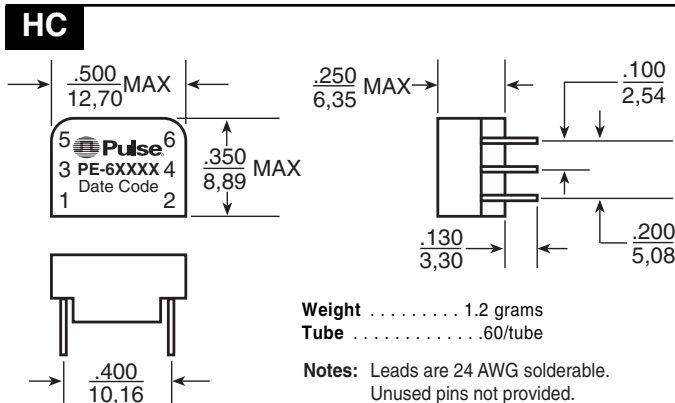 HC
.500
12,70
MAX
5 Pulse 6
3 PE-6XXXX 4
Date Code
1 2
.350
8,89
MAX
.250
6,35
MAX
.100
2,54
.130
3,30
.200
5,08
.400
10,16
Weight . . . . . . . . . 1.2 grams
Tube . . . . . . . . . . . . .60/tube
Notes: Leads are 24 AWG solderable.
Unused pins not provided.